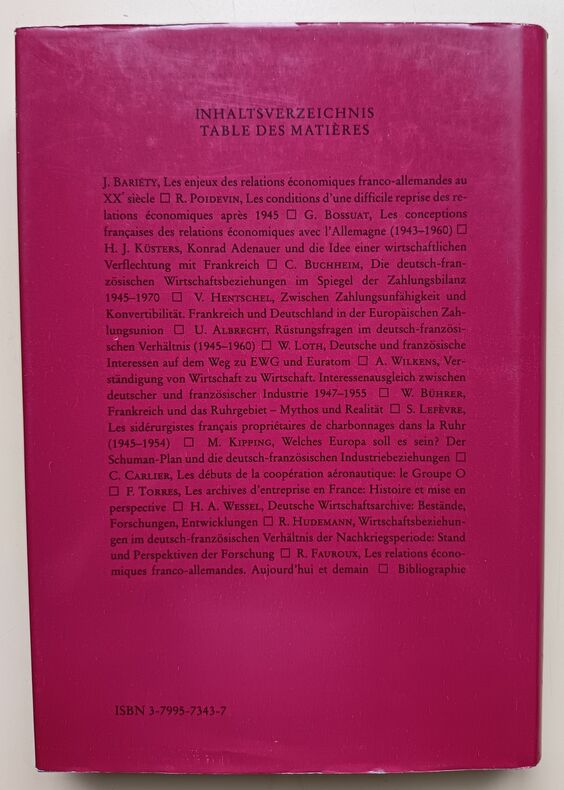 INHALTSVERZEICHNIS
TABLE DES MATIÈRES
J. Bariéty, Les enjeux des relations économiques franco-allemandes au
XXe siècle □ R. Poidevin, Les conditions d'une difficile reprise des re-
lations économiques après 1945 □ G. Bossuat, Les conceptions
françaises des relations économiques avec l'Allemagne (1943–1960) □
H. J. Küsters, Konrad Adenauer und die Idee einer wirtschaftlichen
Verflechtung mit Frankreich □ C. Buchheim, Die deutsch-fran-
zösischen Wirtschaftsbeziehungen im Spiegel der Zahlungsbilanz
1945–1970 □ V. Hentschel, Zwischen Zahlungsunfähigkeit und
Konvertibilität. Frankreich und Deutschland in der Europäischen Zah-
lungsunion □ U. Albrecht, Rüstungsfragen im deutsch-französi-
schen Verhältnis (1945–1960) □ W. Loth, Deutsche und französische
Interessen auf dem Weg zu EWG und Euratom □ A. Wilkens, Ver-
ständigung von Wirtschaft zu Wirtschaft. Interessenausgleich zwischen
deutscher und französischer Industrie 1947–1955 □ W. Bührer,
Frankreich und das Ruhrgebiet – Mythos und Realität □ S. Lefèvre,
Les sidérurgistes français propriétaires de charbonnages dans la Ruhr
(1945–1954) □ M. Kipping, Welches Europa soll es sein? Der
Schuman-Plan und die deutsch-französischen Industriebeziehungen □
C. Carlier, Les débuts de la coopération aéronautique: le Groupe O
□ F. Torres, Les archives d'entreprise en France: Histoire et mise en
perspective □ H. A. Wessel, Deutsche Wirtschaftsarchive: Bestände,
Forschungen, Entwicklungen □ R. Hudemann, Wirtschaftsbeziehun-
gen im deutsch-französischen Verhältnis der Nachkriegsperiode: Stand
und Perspektiven der Forschung □ R. Fauroux, Les relations écono-
miques franco-allemandes. Aujourd'hui et demain □ Bibliographie
ISBN 3-7995-7343-7